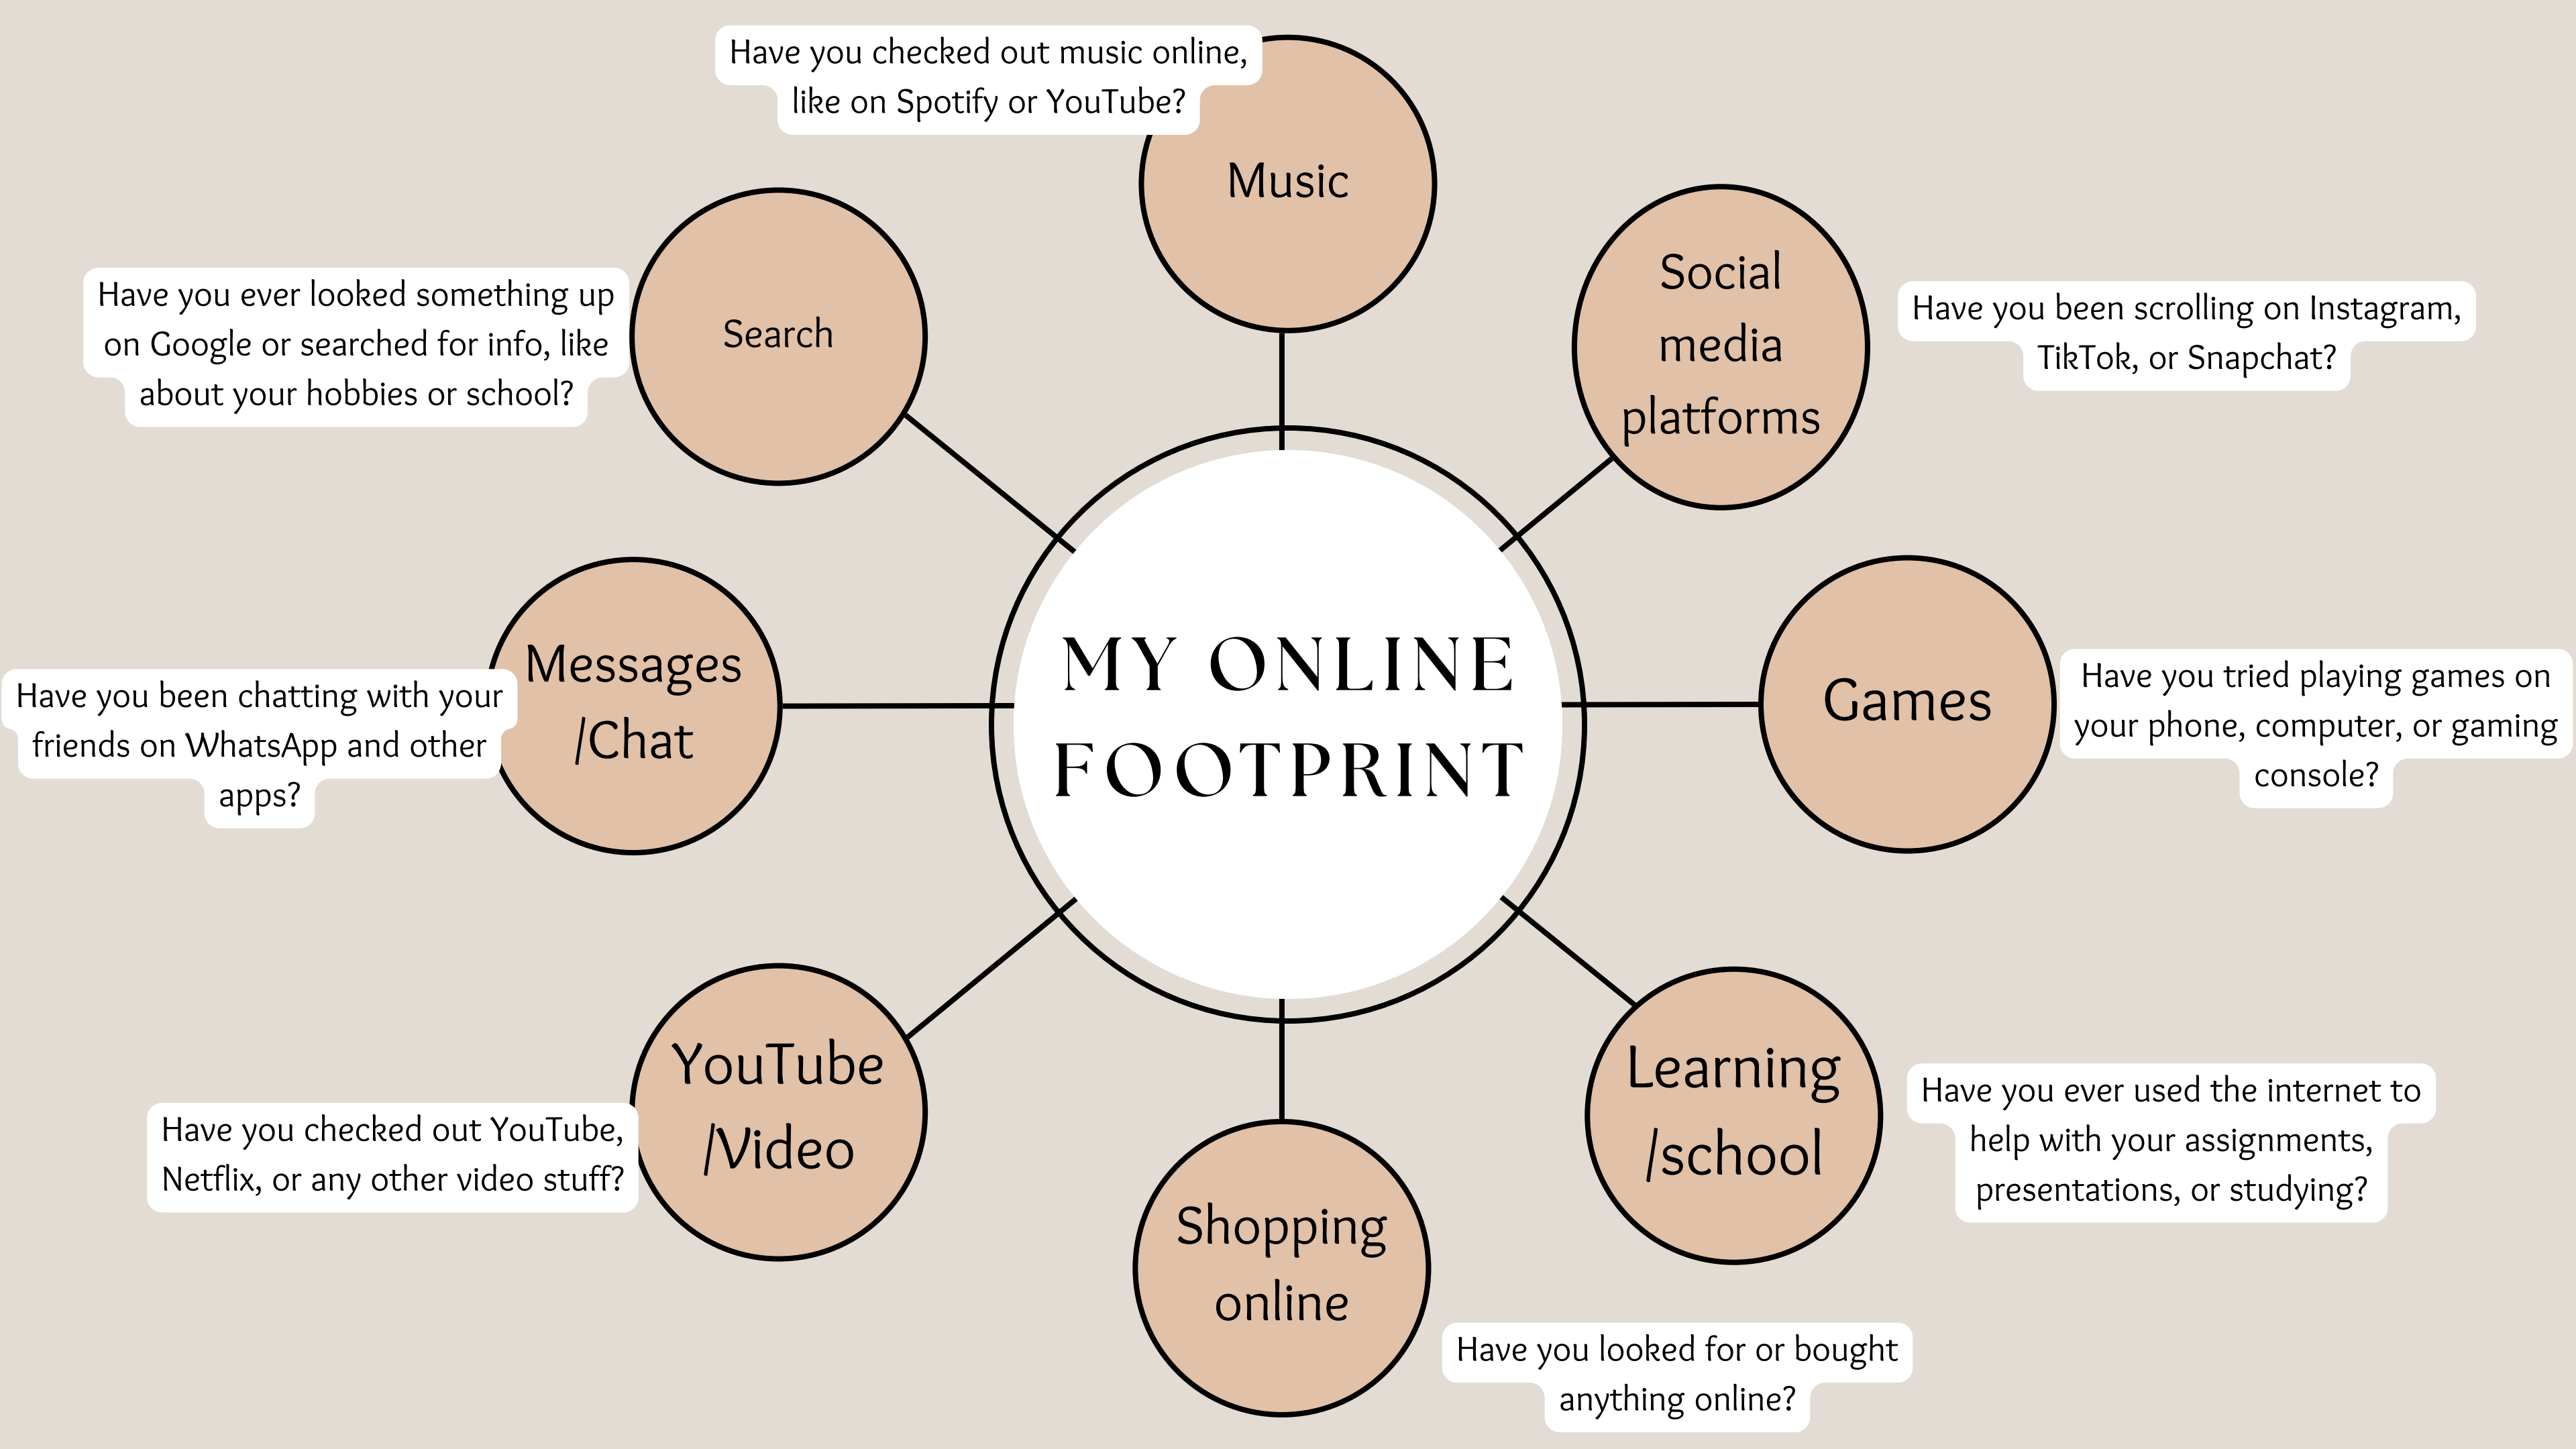 Have you checked out music online,
like on Spotify or YouTube?
Music
Social
media
platforms
Have you been scrolling on Instagram,
TikTok, or Snapchat?
Have you ever looked something up
on Google or searched for info, like
about your hobbies or school?
Search
Messages
/Chat
Have you been chatting with your
friends on WhatsApp and other
apps?
MY ONLINE
FOOTPRINT
Games
Have you tried playing games on
your phone, computer, or gaming
console?
YouTube
/Video
Have you checked out YouTube,
Netflix, or any other video stuff?
Learning
/school
Have you ever used the internet to
help with your assignments,
presentations, or studying?
Shopping
online
Have you looked for or bought
anything online?